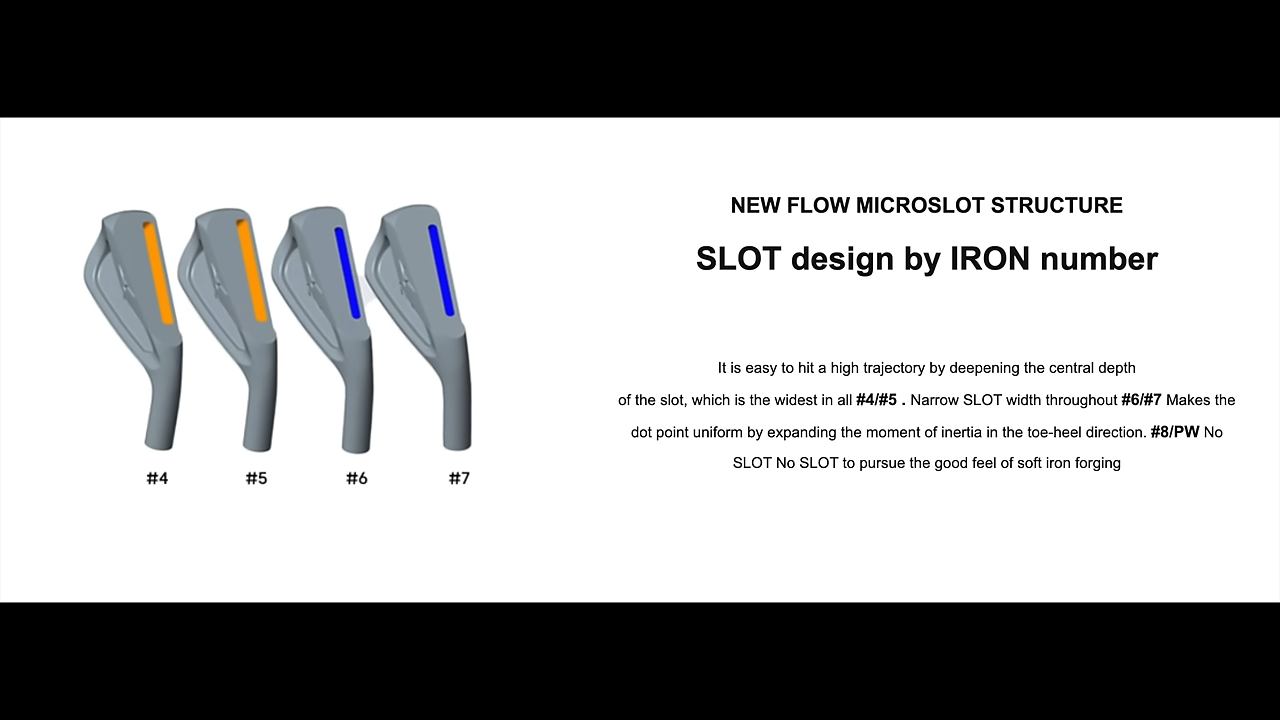 NEW FLOW MICROSLOT STRUCTURE
SLOT design by IRON number
It is easy to hit a high trajectory by deepening the central depth
of the slot, which is the widest in all #4/#5 . Narrow SLOT width throughout #6/#7 Makes the
dot point uniform by expanding the moment of inertia in the toe-heel direction. #8/PW No
SLOT No SLOT to pursue the good feel of soft iron forging
#4 #5 #6 #7